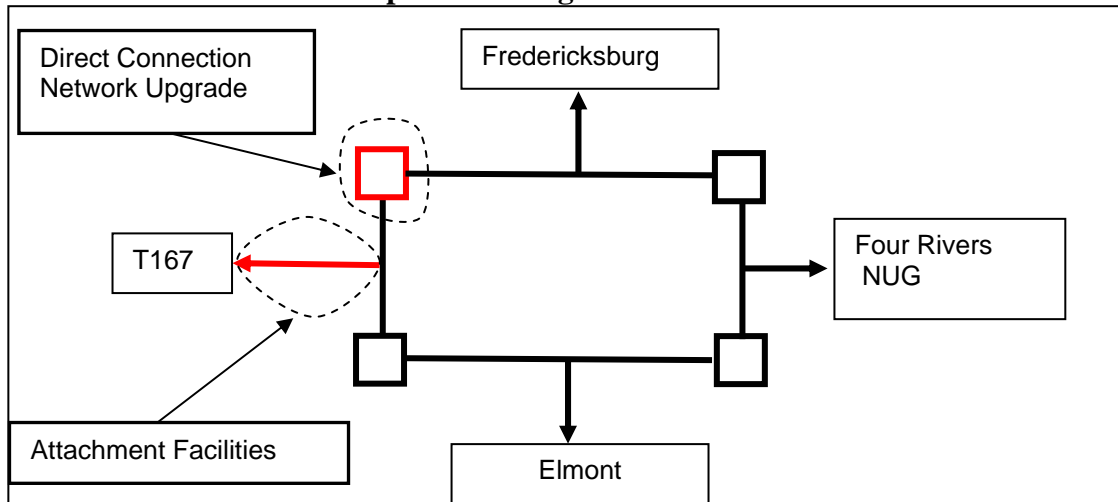 Direct Connection
Network Upgrade
Fredericksburg
T167
Four Rivers
NUG
Attachment Facilities
Elmont